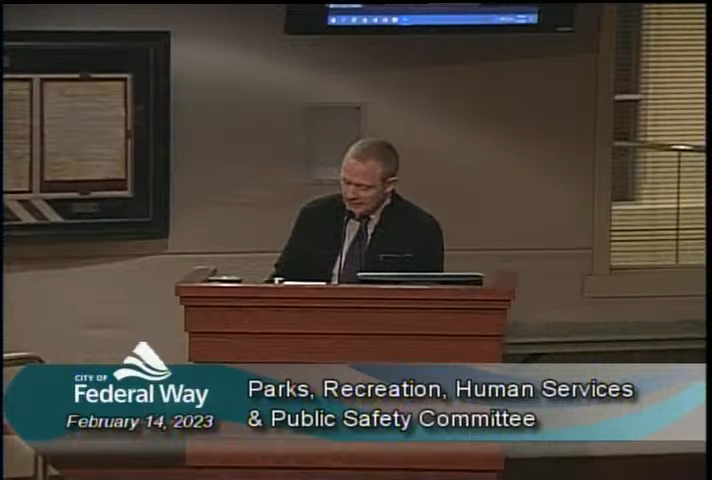 CITY OF
Federal Way
February 14, 2023
Parks, Recreation, Human Services
& Public Safety Committee